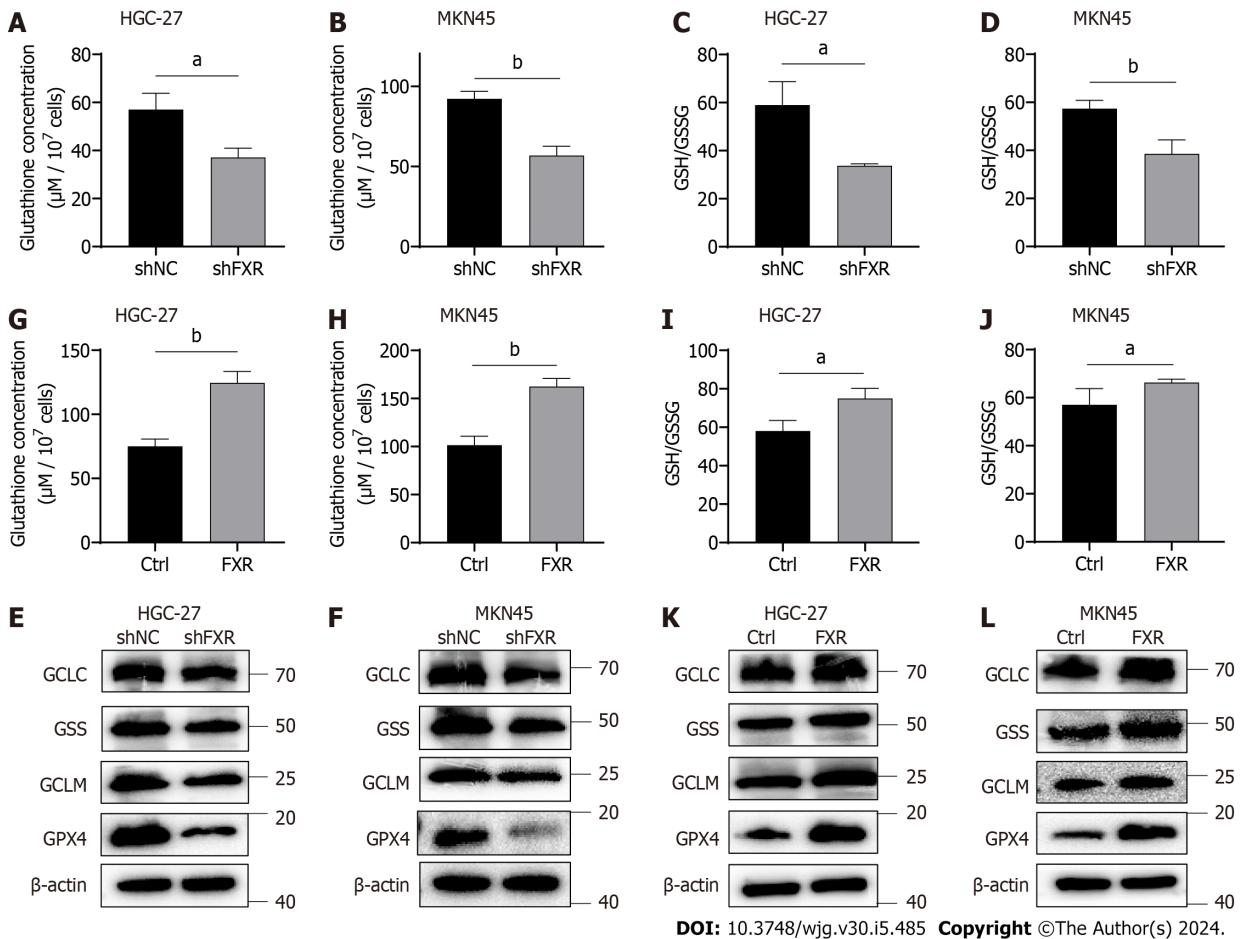 A HGC-27
Glutathione concentration
(µM / 10⁷ cells)
80
60
40
20
0
a
shNC shFXR
B MKN45
Glutathione concentration
(µM / 10⁷ cells)
100
50
0
b
shNC shFXR
C HGC-27
GSH/GSSG
80
60
40
20
0
a
shNC shFXR
D MKN45
GSH/GSSG
80
60
40
20
0
b
shNC shFXR
G HGC-27
Glutathione concentration
(µM / 10⁷ cells)
150
100
50
0
b
Ctrl FXR
H MKN45
Glutathione concentration
(µM / 10⁷ cells)
200
150
100
50
0
b
Ctrl FXR
I HGC-27
GSH/GSSG
100
80
60
40
20
0
a
Ctrl FXR
J MKN45
GSH/GSSG
80
60
40
20
0
a
Ctrl FXR
E HGC-27
shNC shFXR
GCLC 70
GSS 50
GCLM 25
20
GPX4
β-actin
40
F MKN45
shNC shFXR
GCLC 70
GSS 50
GCLM 25
20
GPX4
β-actin
40
K HGC-27
Ctrl FXR
GCLC 70
GSS 50
GCLM 25
20
GPX4
β-actin
40
L MKN45
Ctrl FXR
GCLC 70
GSS 50
GCLM 25
20
GPX4
β-actin
40
DOI: 10.3748/wjg.v30.i5.485 Copyright ©The Author(s) 2024.